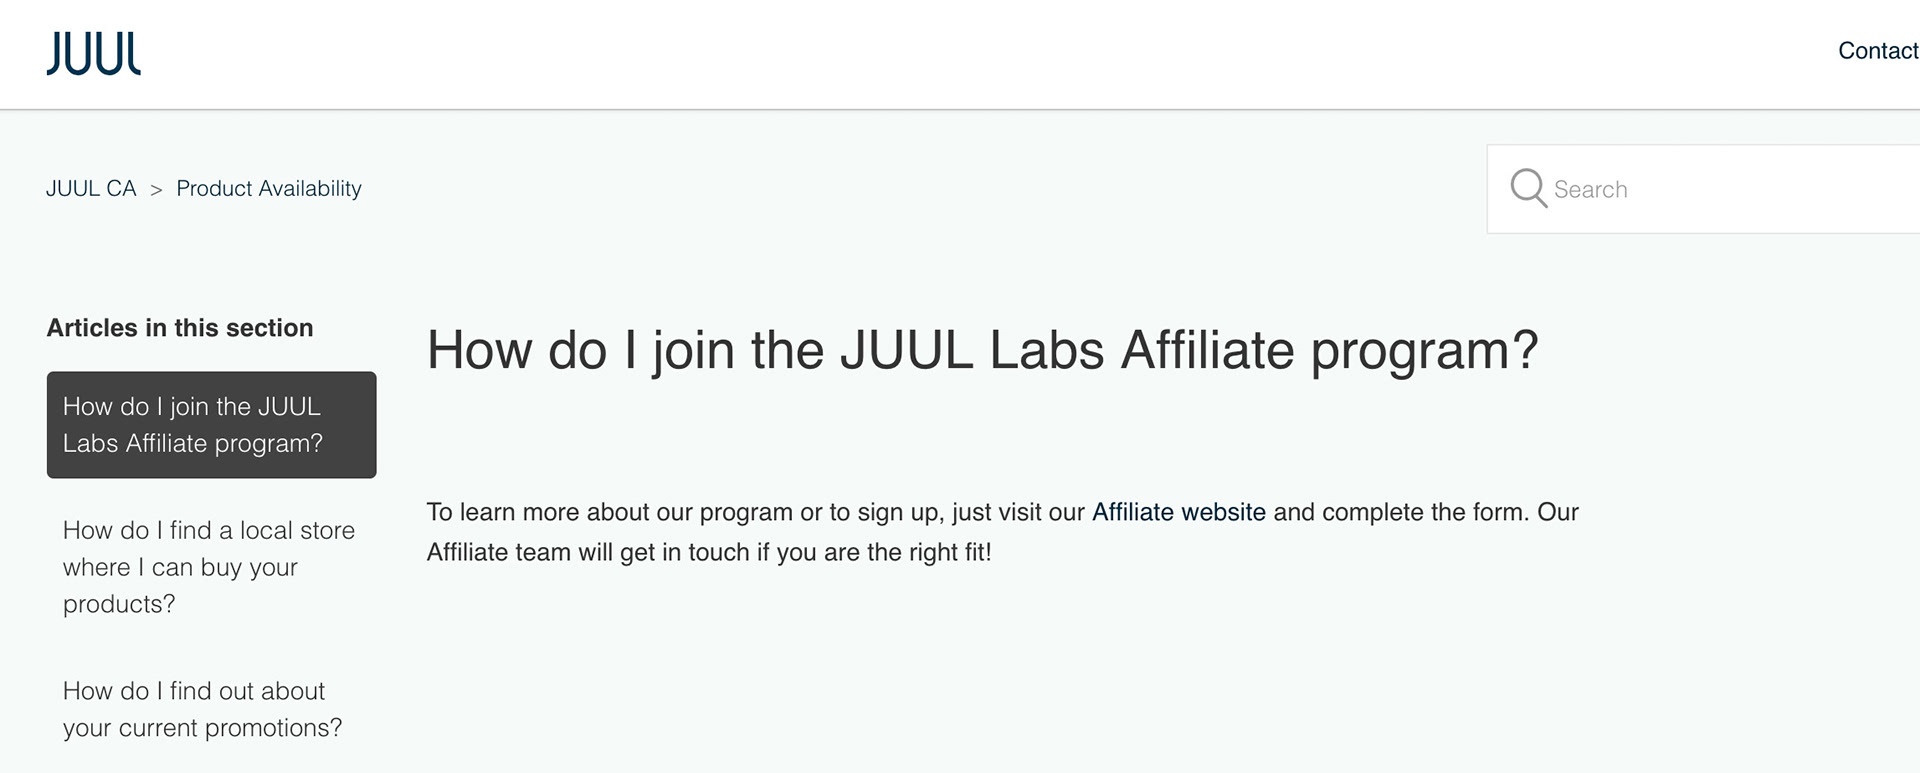 JUUL
Contact
JUUL CA > Product Availability
Search
Articles in this section
How do I join the JUUL
Labs Affiliate program?
How do I find a local store
where I can buy your
products?
How do I find out about
your current promotions?
How do I join the JUUL Labs Affiliate program?
To learn more about our program or to sign up, just visit our Affiliate website and complete the form. Our
Affiliate team will get in touch if you are the right fit!